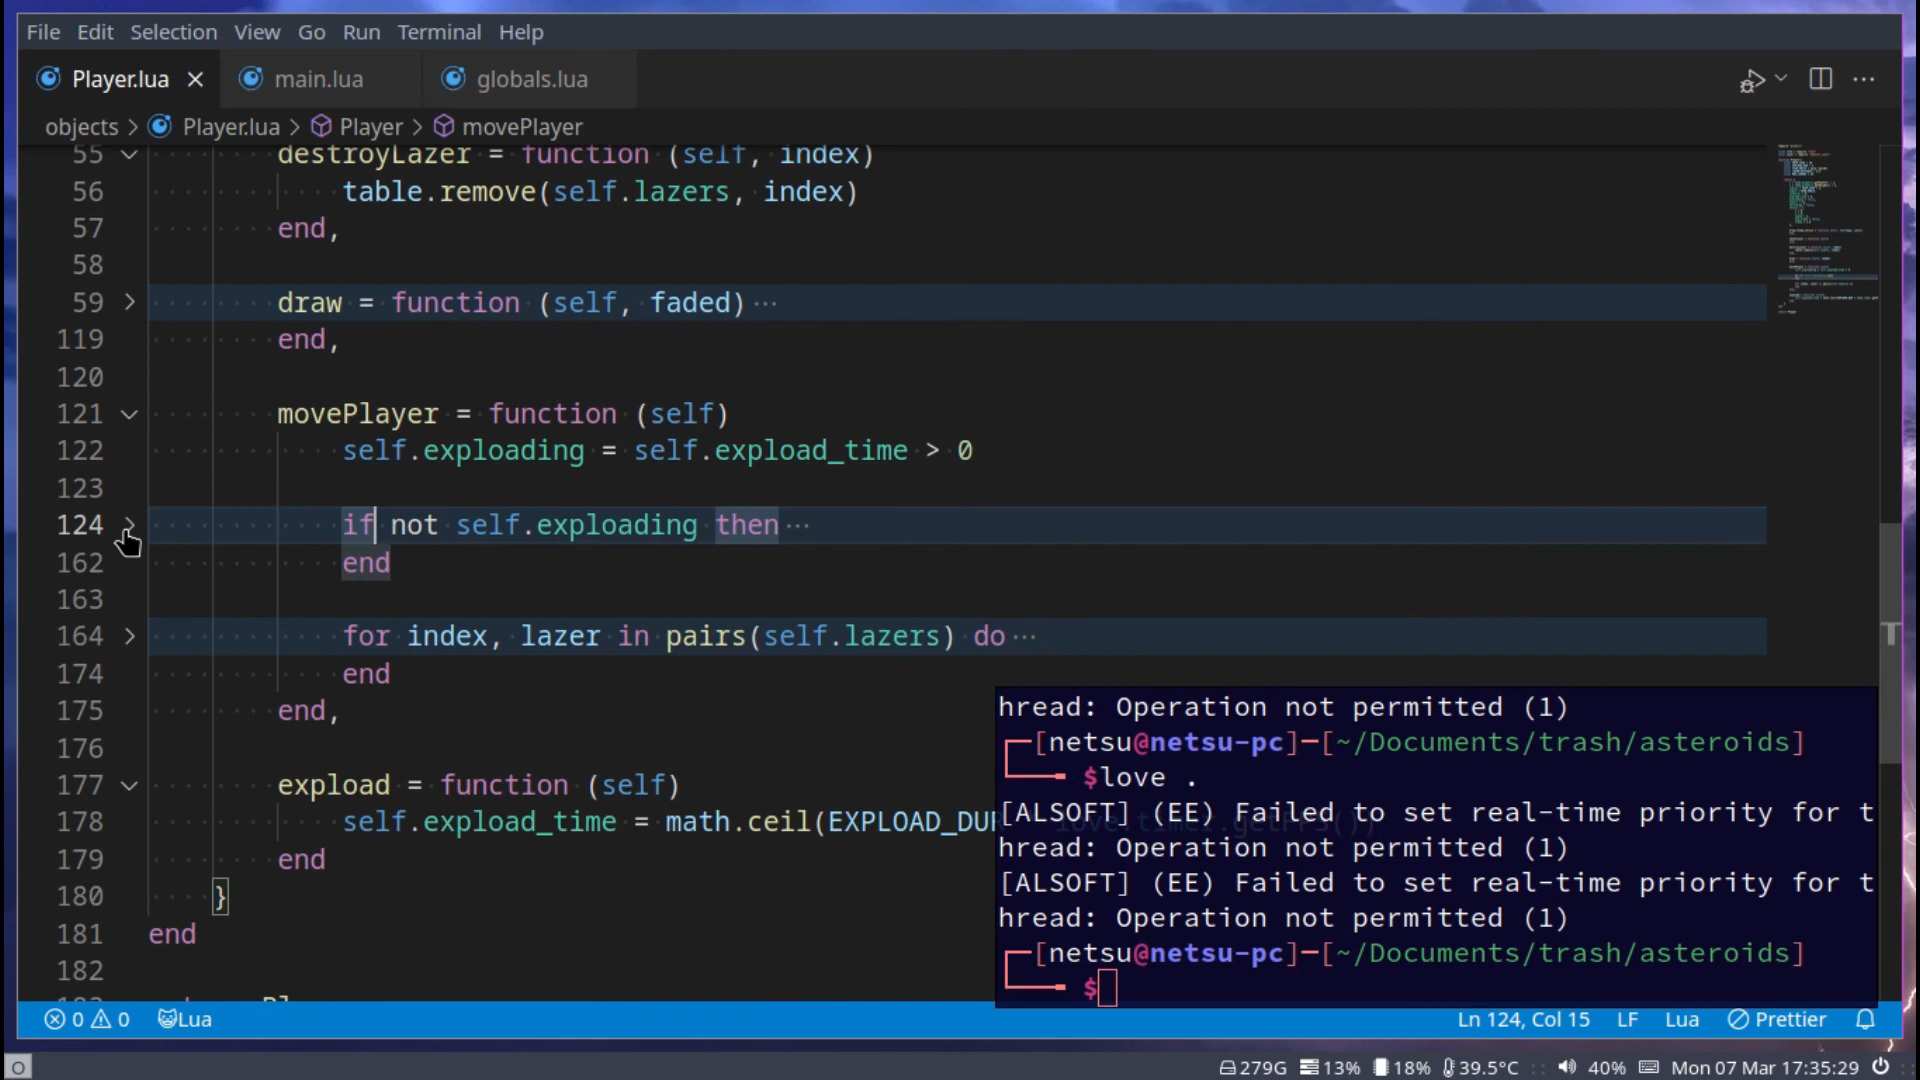 File Edit Selection View Go Run Terminal Help
Player.lua main.lua globals.lua
objects > Player.lua > Player > movePlayer
55 destroyLazer = function (self, index)
56 table.remove(self.lazers, index)
57 end,
58
59 draw = function (self, faded) ···
119 end,
120
121 movePlayer = function (self)
122 self.exploading = self.expload_time > 0
123
124 if not self.exploading then ···
162 end
163
164 for index, lazer in pairs(self.lazers) do ···
174 end
175 end,
176
177 expload = function (self)
178 self.expload_time = math.ceil(EXPLOAD_DUR love.timer.getFPS())
179 end
180 }
181 end
182
hread: Operation not permitted (1)
[netsu@netsu-pc]-[~/Documents/trash/asteroids]
$love .
[ALSOFT] (EE) Failed to set real-time priority for t
hread: Operation not permitted (1)
[ALSOFT] (EE) Failed to set real-time priority for t
hread: Operation not permitted (1)
[netsu@netsu-pc]-[~/Documents/trash/asteroids]
$
0 0 Lua Ln 124, Col 15 LF Lua Prettier
279G 13% 18% 39.5°C :: 40% Mon 07 Mar 17:35:29